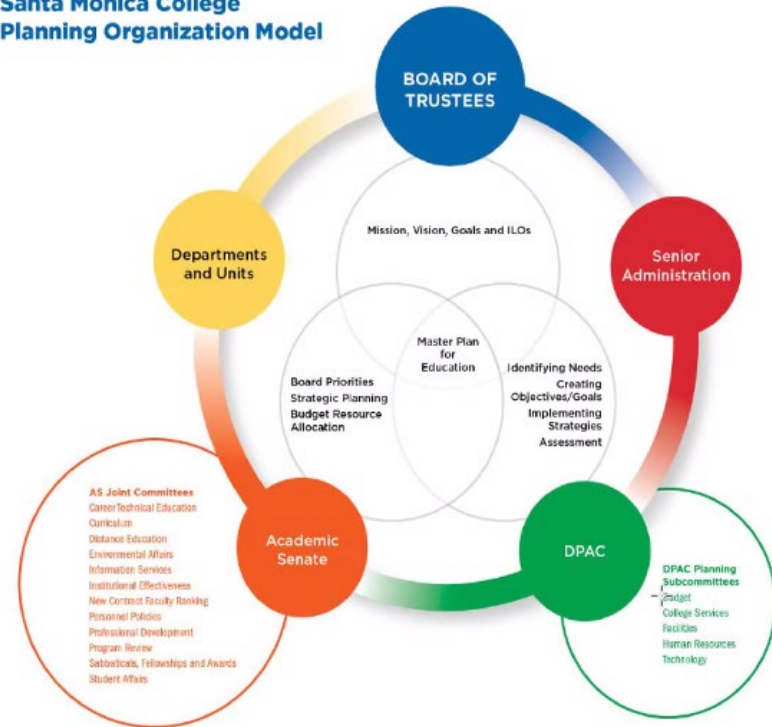 Santa Monica College
Planning Organization Model
BOARD OF
TRUSTEES
Mission, Vision, Goals and ILOs
Departments
and Units
Senior
Administration
Master Plan
for
Education
Board Priorities
Strategic Planning
Budget Resource
Allocation
Identifying Needs
Creating
Objectives/Goals
Implementing
Strategies
Assessment
Academic
Senate
DPAC
AS Joint Committees
Career Technical Education
Curriculum
Distance Education
Environmental Affairs
Information Services
Institutional Effectiveness
New Contract Faculty Ranking
Personnel Policies
Professional Development
Program Review
Sabbaticals, Fellowships and Awards
Student Affairs
DPAC Planning
Subcommittees
Budget
College Services
Facilities
Human Resources
Technology